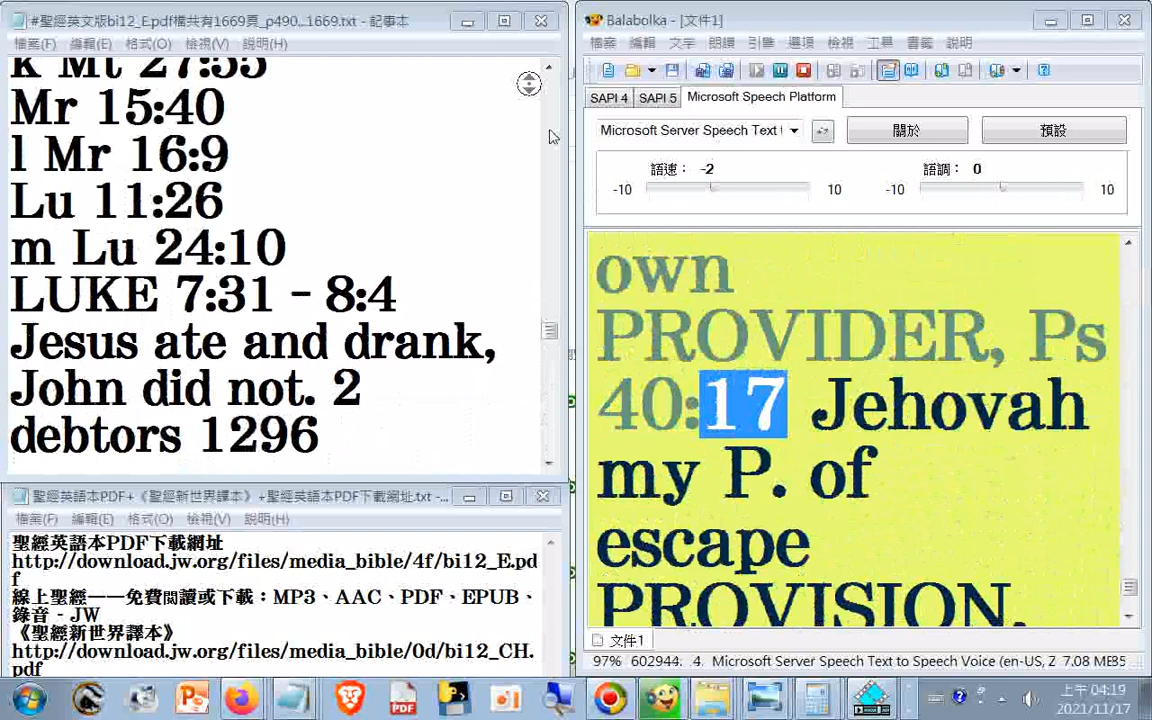 #聖經英文版bi12_E.pdf檔共有1669頁_p490..._1669.txt - 記事本
檔案(F) 編輯(E) 格式(O) 檢視(V) 說明(H)
k Mt 27:55
Mr 15:40
l Mr 16:9
Lu 11:26
m Lu 24:10
LUKE 7:31 - 8:4
Jesus ate and drank,
John did not. 2
debtors 1296
聖經英語本PDF+《聖經新世界譯本》+聖經英語本PDF下載網址.txt - ...
檔案(F) 編輯(E) 格式(O) 檢視(V) 說明(H)
聖經英語本PDF下載網址
http://download.jw.org/files/media_bible/4f/bi12_E.pd
f
線上聖經——免費閱讀或下載：MP3、AAC、PDF、EPUB、
錄音 - JW
《聖經新世界譯本》
http://download.jw.org/files/media_bible/0d/bi12_CH.
pdf
Balabolka - [文件1]
檔案 編輯 文字 朗讀 引擎 選項 檢視 工具 書籤 說明
SAPI 4 SAPI 5 Microsoft Speech Platform
Microsoft Server Speech Text 關於 預設
語速： -2 語調： 0
-10 10 -10 10
own
PROVIDER, Ps
40:17 Jehovah
my P. of
escape
PROVISION.
文件1
97% 602944. .4. Microsoft Server Speech Text to Speech Voice (en-US, Z 7.08 MB
上午 04:19
2021/11/17